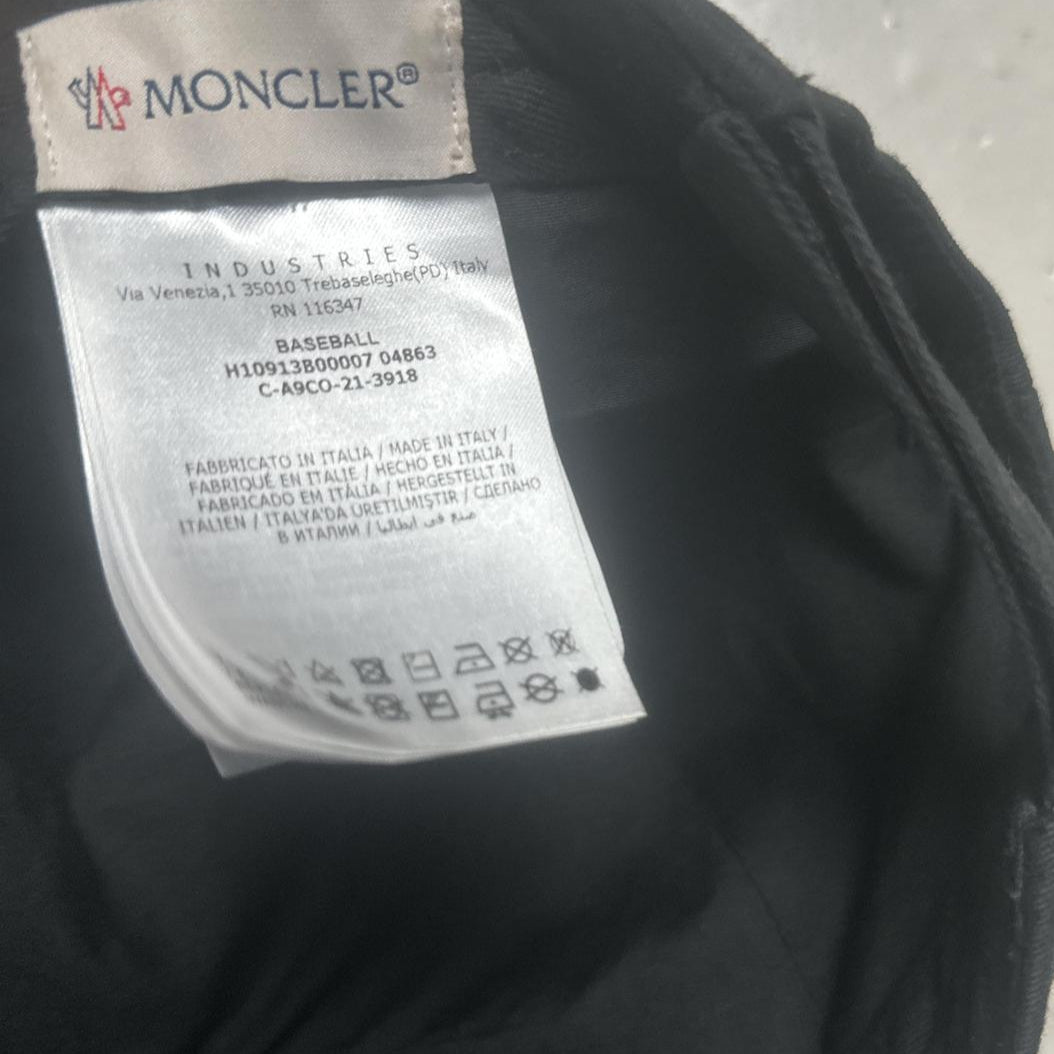 MONCLER®
INDUSTRIES
Via Venezia,1 35010 Trebaseleghe(PD) Italy
RN 116347
BASEBALL
H10913B00007 04863
C-A9CO-21-3918
FABBRICATO IN ITALIA / MADE IN ITALY /
FABRIQUÉ EN ITALIE / HECHO EN ITALIA /
FABRICADO EM ITÁLIA / HERGESTELLT IN
ITALIEN / ITALYA'DA ÜRETILMIŞTIR / СДЕЛАНО
В ИТАЛИИ / صنع في ايطاليا